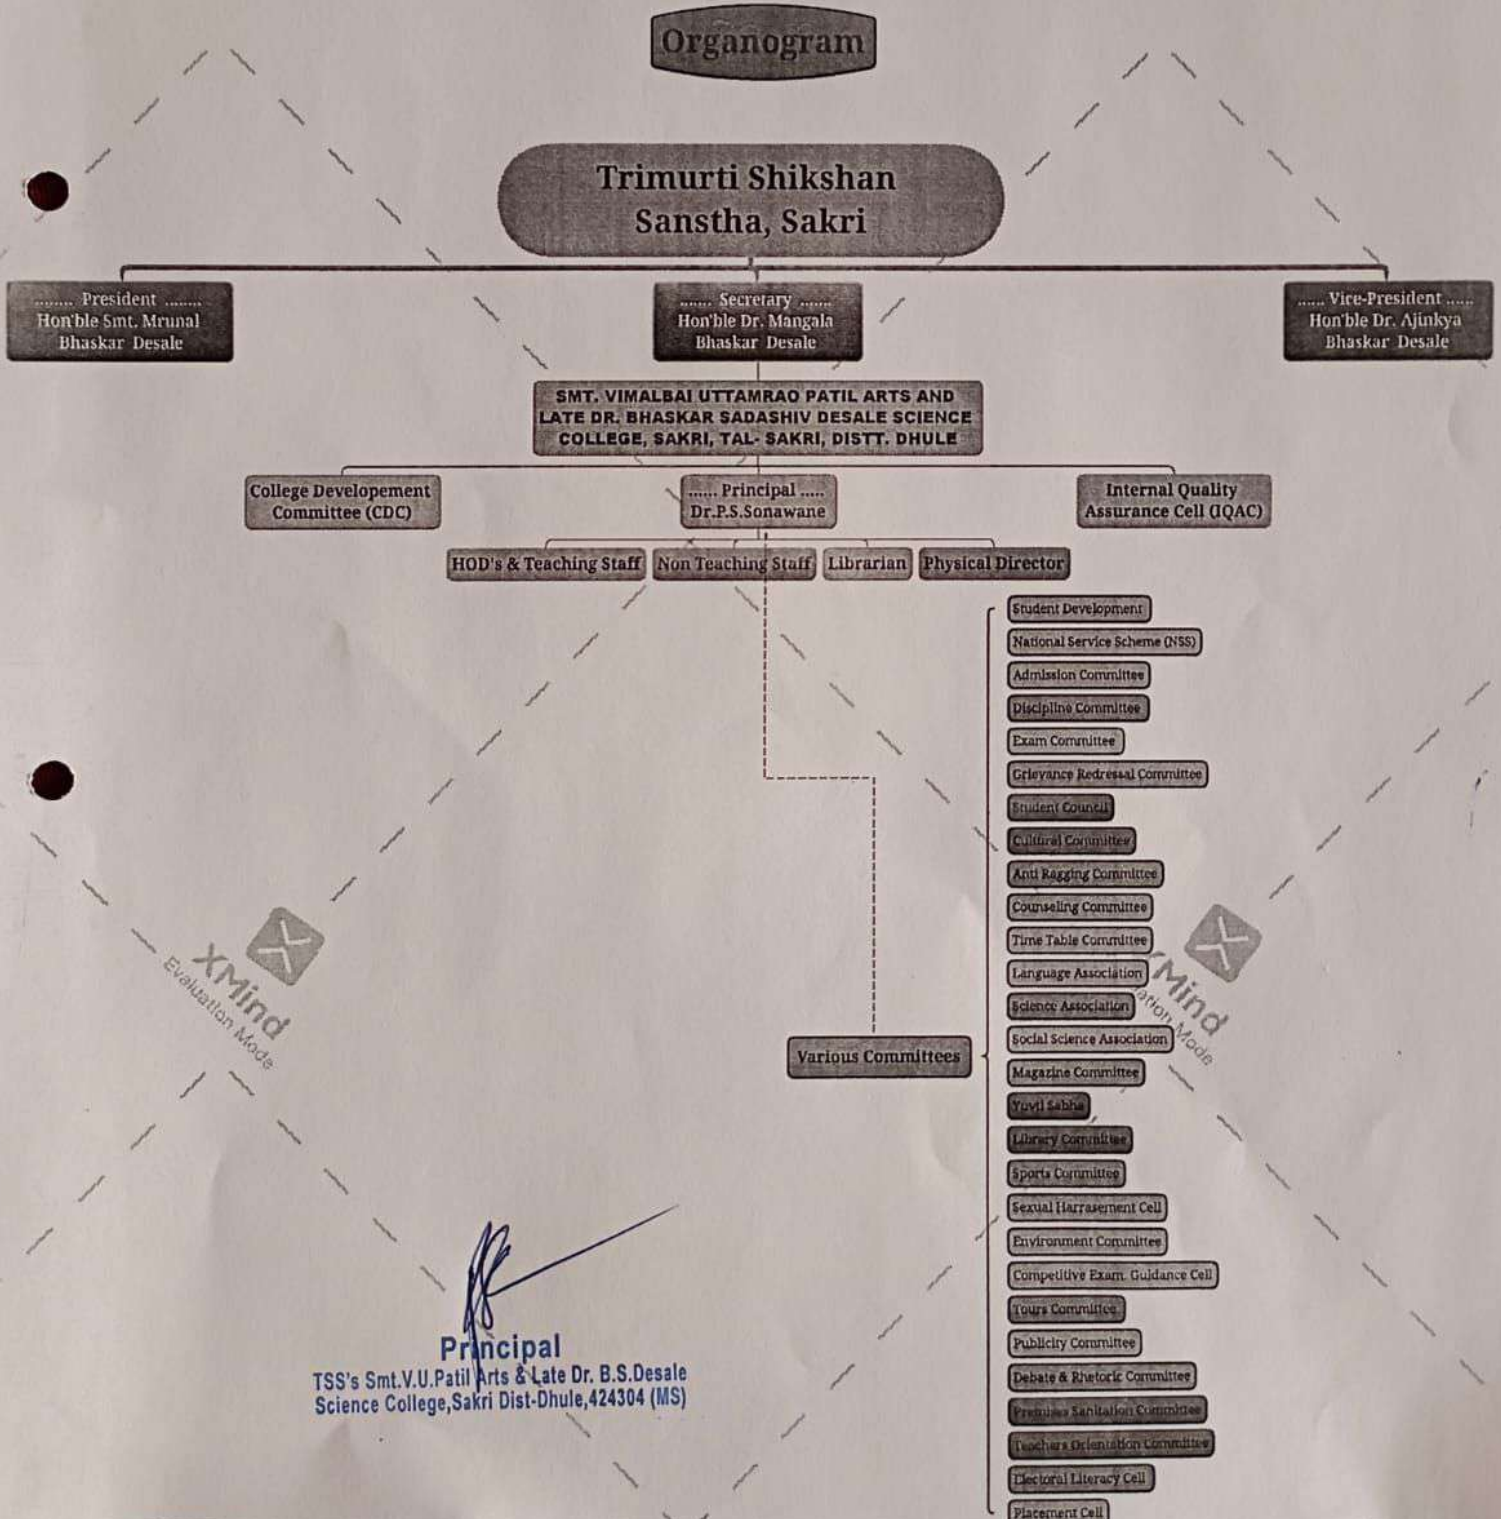 Organogram
Trimurti Shikshan
Sanstha, Sakri
........ President ........
Hon'ble Smt. Mrunal
Bhaskar Desale
....... Secretary .......
Hon'ble Dr. Mangala
Bhaskar Desale
...... Vice-President ......
Hon'ble Dr. Ajinkya
Bhaskar Desale
SMT. VIMALBAI UTTAMRAO PATIL ARTS AND
LATE DR. BHASKAR SADASHIV DESALE SCIENCE
COLLEGE, SAKRI, TAL- SAKRI, DISTT. DHULE
College Developement
Committee (CDC)
...... Principal .....
Dr.P.S.Sonawane
Internal Quality
Assurance Cell (IQAC)
HOD's & Teaching Staff
Non Teaching Staff
Librarian
Physical Director
Various Committees
Student Development
National Service Scheme (NSS)
Admission Committee
Discipline Committee
Exam Committee
Grievance Redressal Committee
Student Council
Cultural Committee
Anti Ragging Committee
Counseling Committee
Time Table Committee
Language Association
Science Association
Social Science Association
Magazine Committee
Yuvti Sabha
Library Committee
Sports Committee
Sexual Harrasement Cell
Environment Committee
Competitive Exam. Guidance Cell
Tours Committee
Publicity Committee
Debate & Rhetoric Committee
Premises Sanitation Committee
Teachers Orientation Committee
Electoral Literacy Cell
Placement Cell
XMind
Evaluation Mode
Mind
ation Mode
Principal
TSS's Smt.V.U.Patil Arts & Late Dr. B.S.Desale
Science College,Sakri Dist-Dhule,424304 (MS)